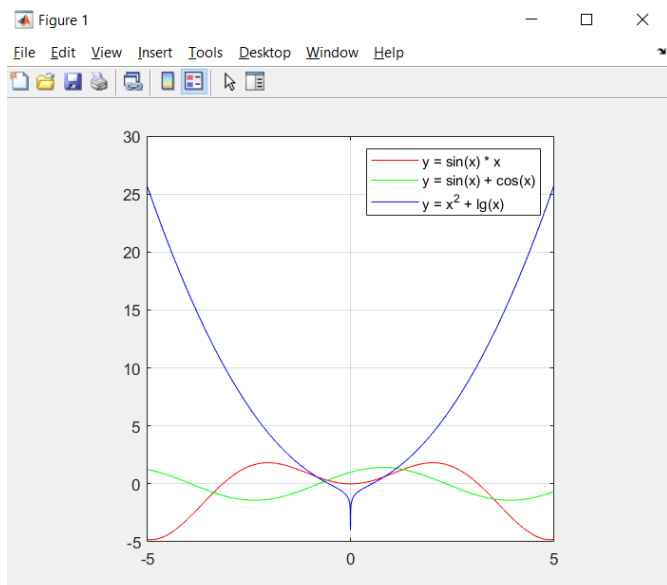 Figure 1
File Edit View Insert Tools Desktop Window Help
30
25
20
15
10
5
0
-5
-5 0 5
y = sin(x) * x
y = sin(x) + cos(x)
y = x² + lg(x)